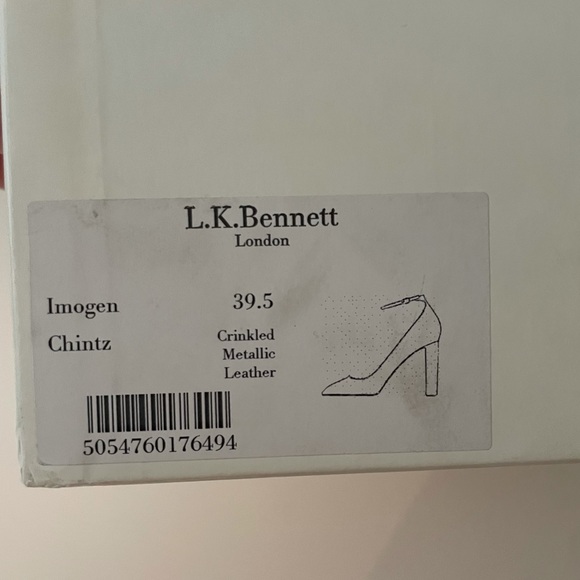 L.K.Bennett
London
Imogen
39.5
Chintz
Crinkled
Metallic
Leather
5054760176494